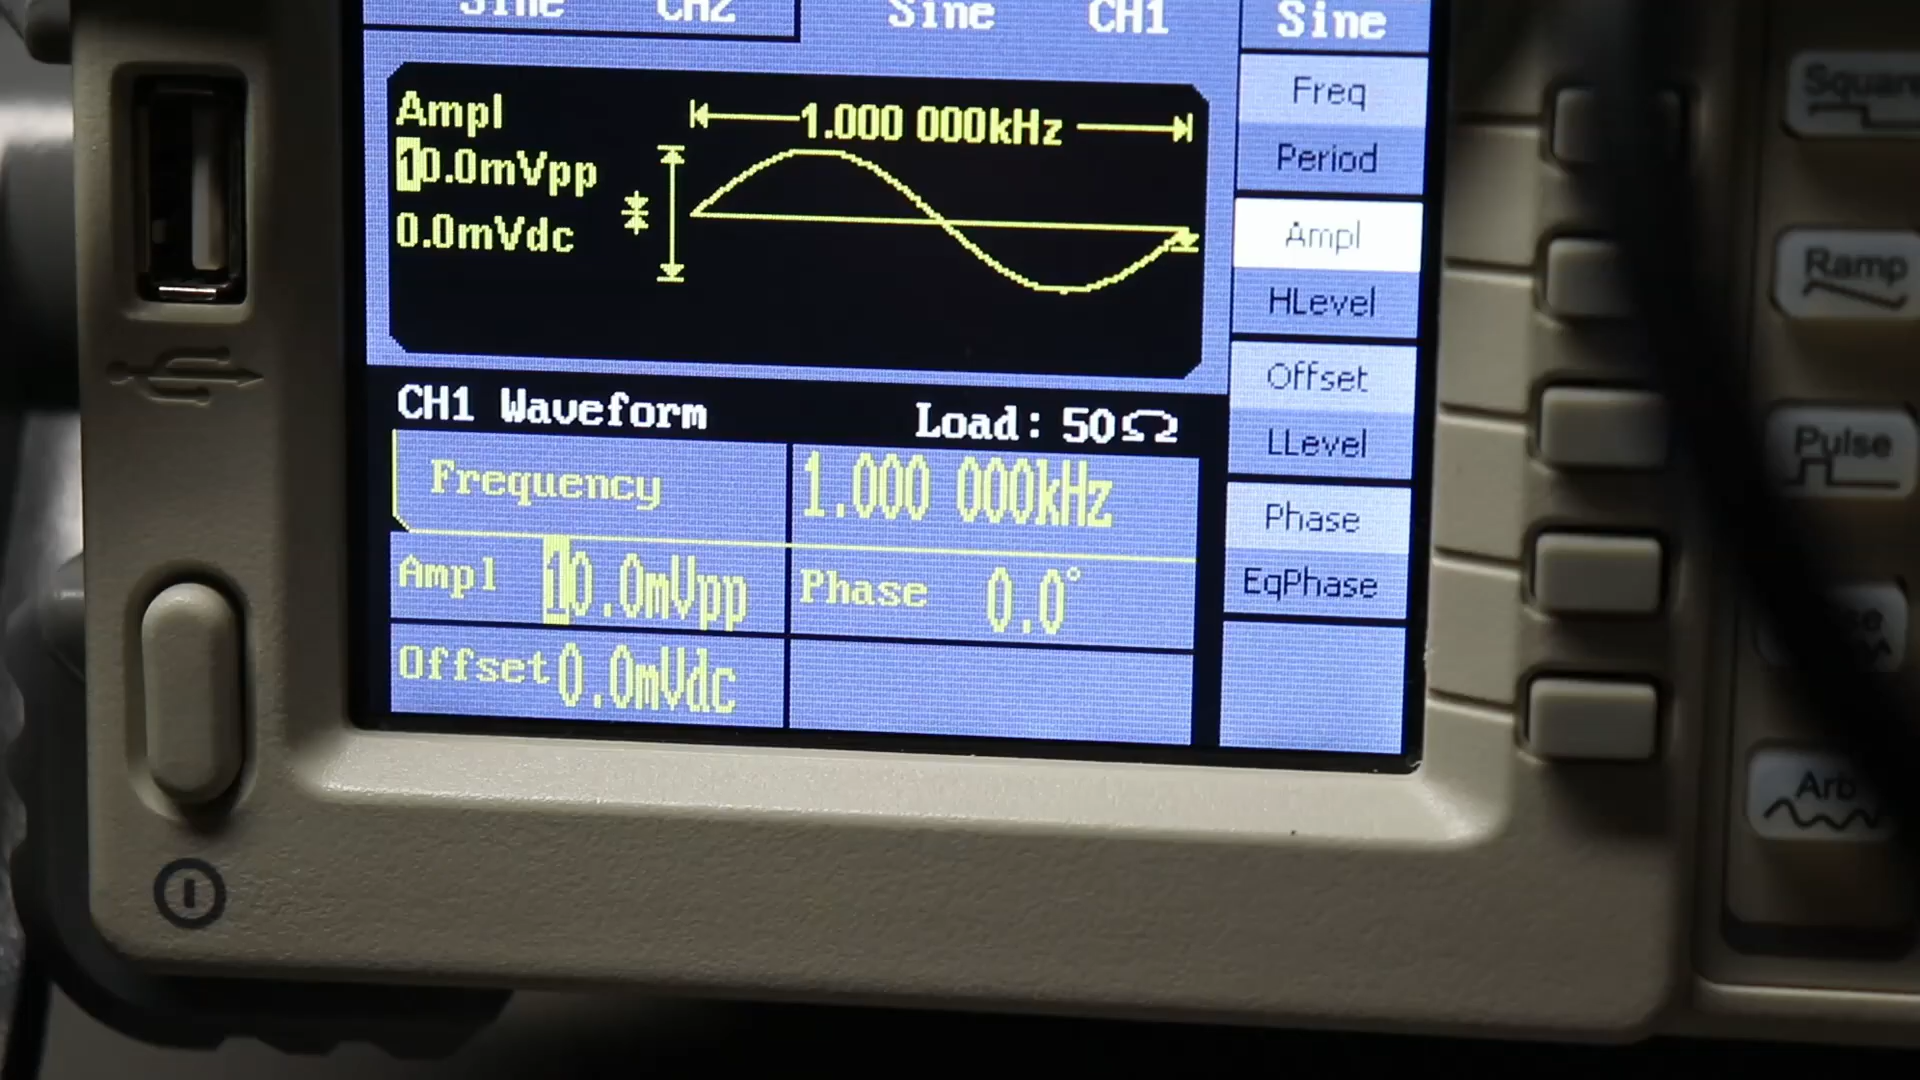 Sine CH2 Sine CH1 Sine
Ampl
10.0mVpp
0.0mVdc
1.000 000kHz
Freq
Period
Ampl
HLevel
Offset
LLevel
Phase
EqPhase
CH1 Waveform Load: 50Ω
Frequency 1.000 000kHz
Ampl 10.0mVpp Phase 0.0°
Offset 0.0mVdc
Square
Ramp
Pulse
Arb